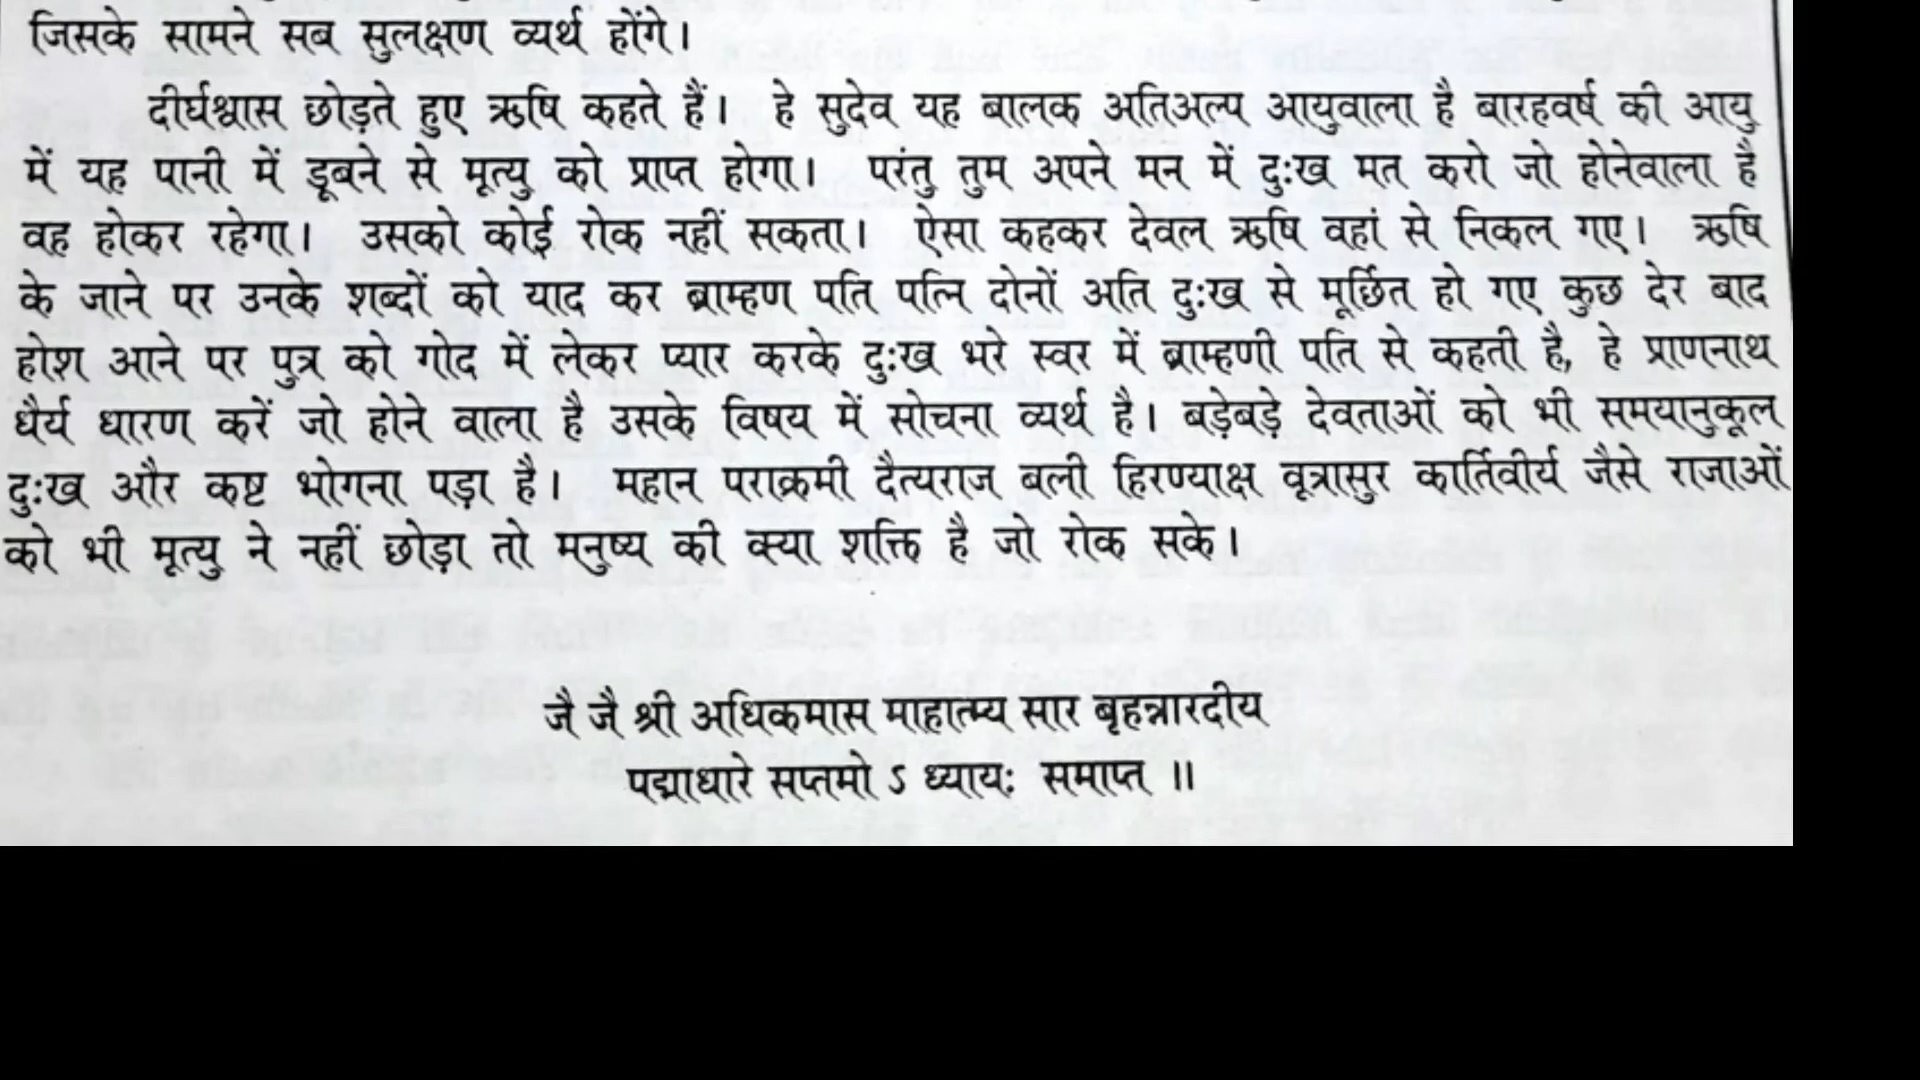 जिसके सामने सब सुलक्षण व्यर्थ होंगे।
दीर्घश्वास छोड़ते हुए ऋषि कहते हैं। हे सुदेव यह बालक अतिअल्प आयुवाला है बारहवर्ष की आयु
में यह पानी में डूबने से मृत्यु को प्राप्त होगा। परंतु तुम अपने मन में दुःख मत करो जो होनेवाला है
वह होकर रहेगा। उसको कोई रोक नहीं सकता। ऐसा कहकर देवल ऋषि वहां से निकल गए। ऋषि
के जाने पर उनके शब्दों को याद कर ब्राम्हण पति पत्नि दोनों अति दुःख से मूर्छित हो गए कुछ देर बाद
होश आने पर पुत्र को गोद में लेकर प्यार करके दुःख भरे स्वर में ब्राम्हणी पति से कहती है, हे प्राणनाथ
धैर्य धारण करें जो होने वाला है उसके विषय में सोचना व्यर्थ है। बड़ेबड़े देवताओं को भी समयानुकूल
दुःख और कष्ट भोगना पड़ा है। महान पराक्रमी दैत्यराज बली हिरण्याक्ष वृत्रासुर कार्तिवीर्य जैसे राजाओं
को भी मृत्यु ने नहीं छोड़ा तो मनुष्य की क्या शक्ति है जो रोक सके।
जै जै श्री अधिकमास माहात्म्य सार बृहन्नारदीय
पद्माधारे सप्तमो ऽ ध्यायः समाप्त ॥